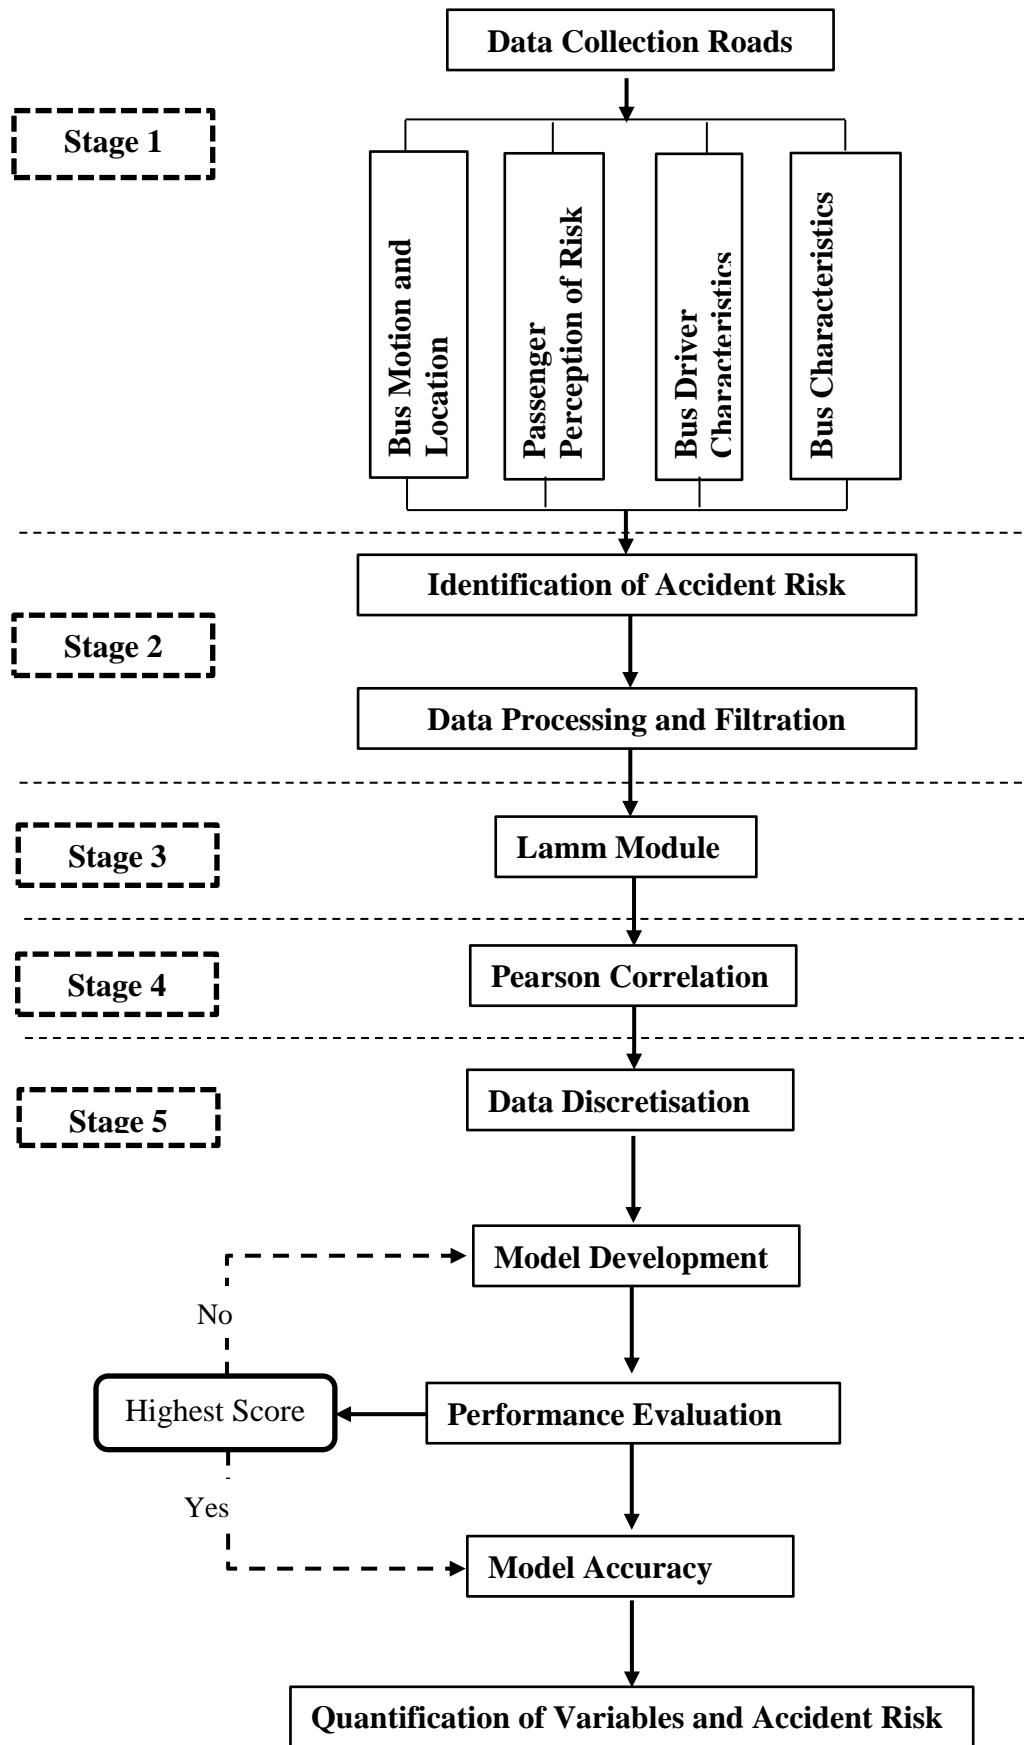 Data Collection Roads
Stage 1
Bus Motion and
Location
Passenger
Perception of Risk
Bus Driver
Characteristics
Bus Characteristics
Identification of Accident Risk
Stage 2
Data Processing and Filtration
Lamm Module
Stage 3
Pearson Correlation
Stage 4
Data Discretisation
Stage 5
Model Development
No
Highest Score
Performance Evaluation
Yes
Model Accuracy
Quantification of Variables and Accident Risk